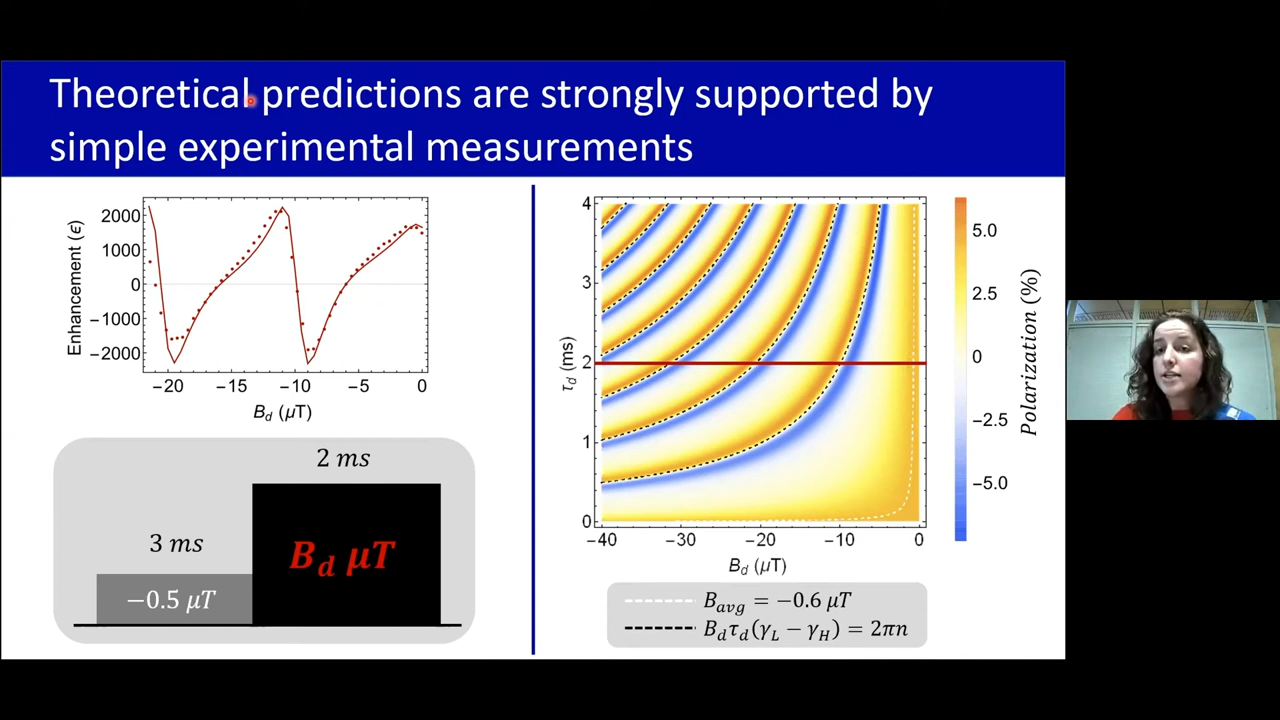 Theoretical predictions are strongly supported by
simple experimental measurements
Enhancement (ϵ)
2000
1000
0
−1000
−2000
−20 −15 −10 −5 0
B_d (μT)
2 ms
3 ms
B_d μT
−0.5 μT
τ_d (ms)
4
3
2
1
0
−40 −30 −20 −10 0
B_d (μT)
5.0
2.5
0
−2.5
−5.0
Polarization (%)
B_avg = −0.6 μT
B_d τ_d (γ_L − γ_H) = 2πn